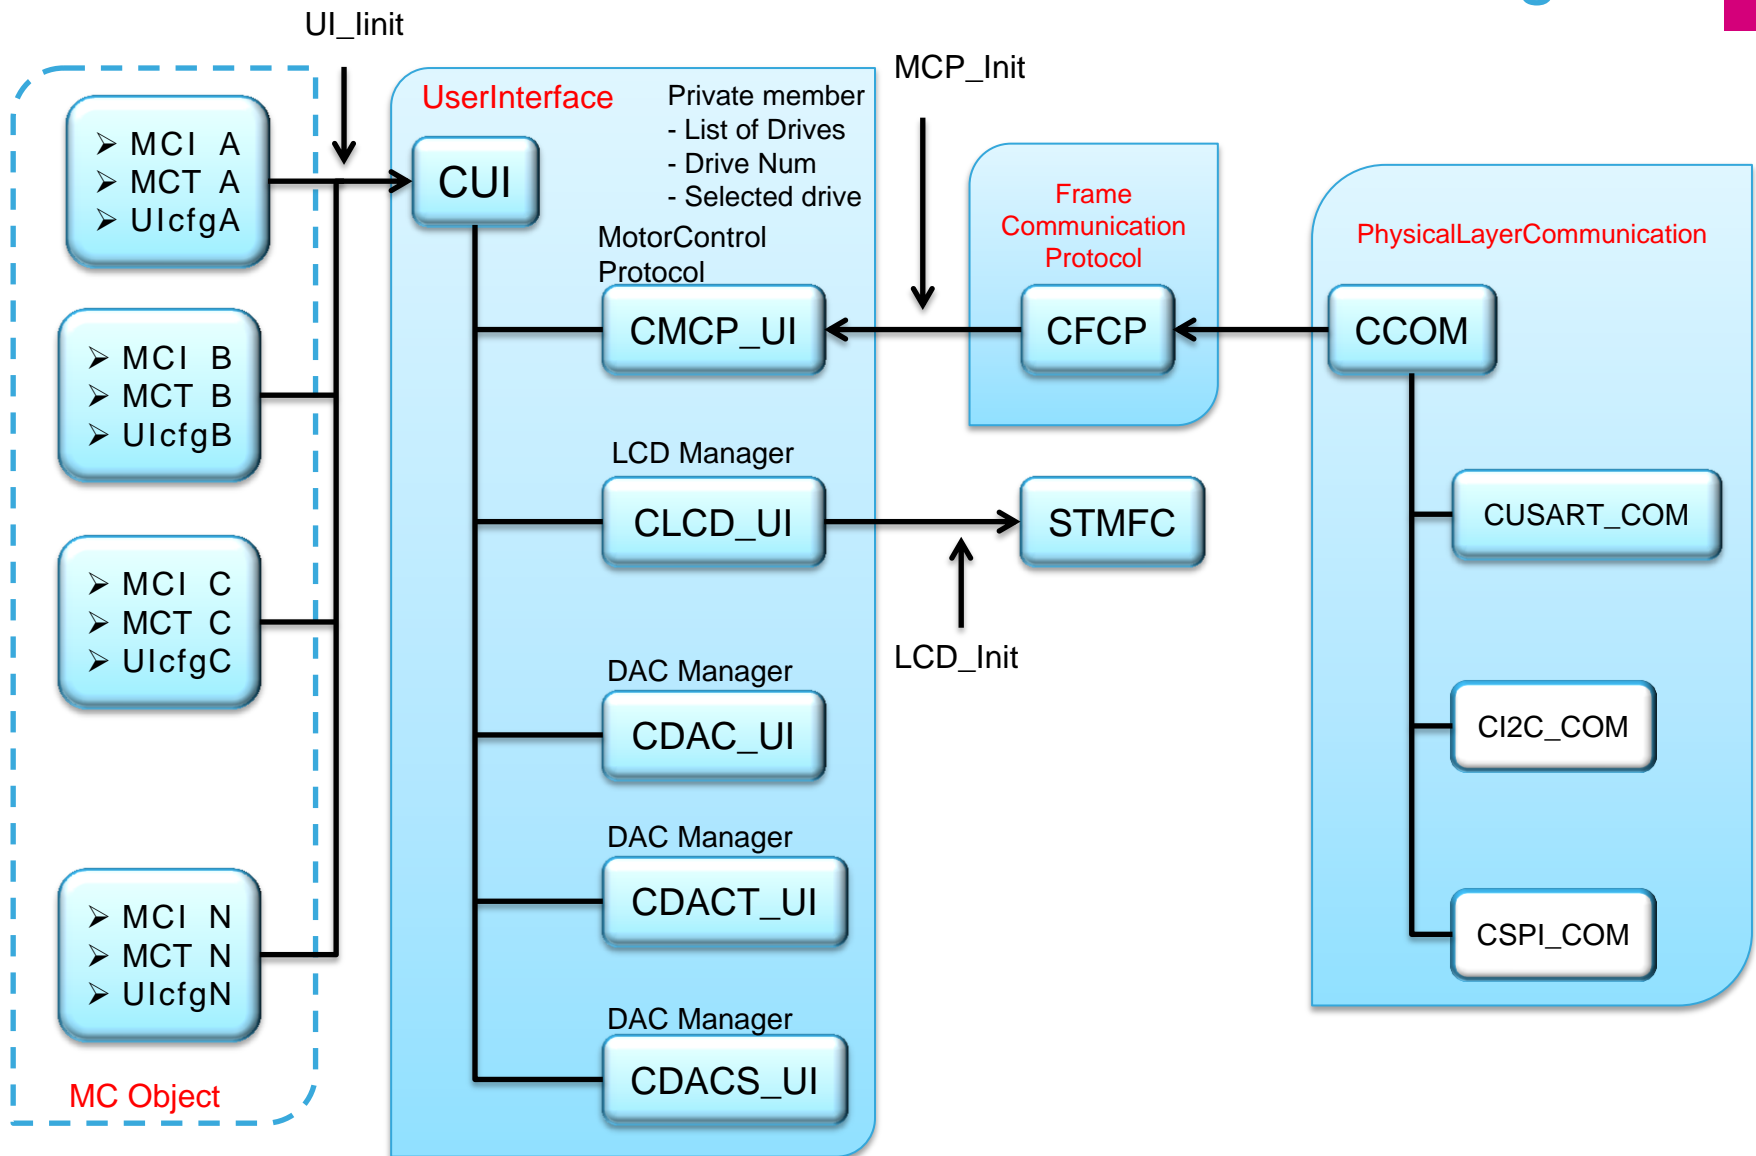 UI_Iinit
MCI A
MCT A
UIcfgA
MCI B
MCT B
UIcfgB
MCI C
MCT C
UIcfgC
MCI N
MCT N
UIcfgN
MC Object
UserInterface
Private member
- List of Drives
- Drive Num
- Selected drive
CUI
MotorControl
Protocol
CMCP_UI
LCD Manager
CLCD_UI
DAC Manager
CDAC_UI
DAC Manager
CDACT_UI
DAC Manager
CDACS_UI
MCP_Init
Frame
Communication
Protocol
CFCP
STMFC
LCD_Init
PhysicalLayerCommunication
CCOM
CUSART_COM
CI2C_COM
CSPI_COM